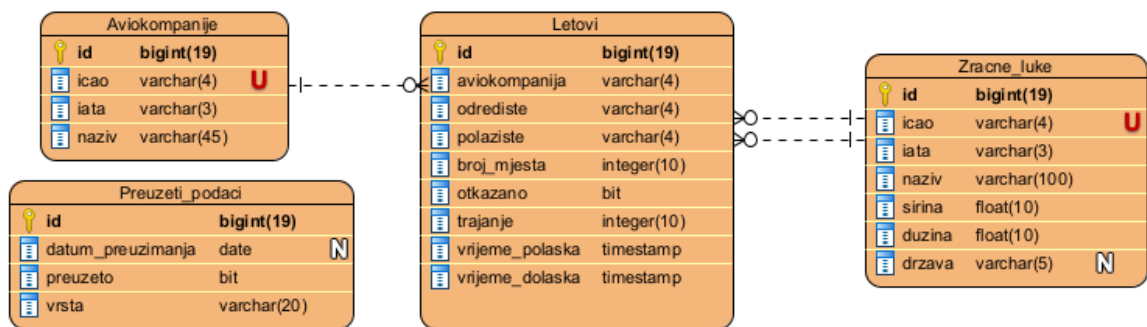 Aviokompanije
id bigint(19)
icao varchar(4) U
iata varchar(3)
naziv varchar(45)
Preuzeti_podaci
id bigint(19)
datum_preuzimanja date N
preuzeto bit
vrsta varchar(20)
Letovi
id bigint(19)
aviokompanija varchar(4)
odrediste varchar(4)
polaziste varchar(4)
broj_mjesta integer(10)
otkazano bit
trajanje integer(10)
vrijeme_polaska timestamp
vrijeme_dolaska timestamp
Zracne_luke
id bigint(19)
icao varchar(4) U
iata varchar(3)
naziv varchar(100)
sirina float(10)
duzina float(10)
drzava varchar(5) N